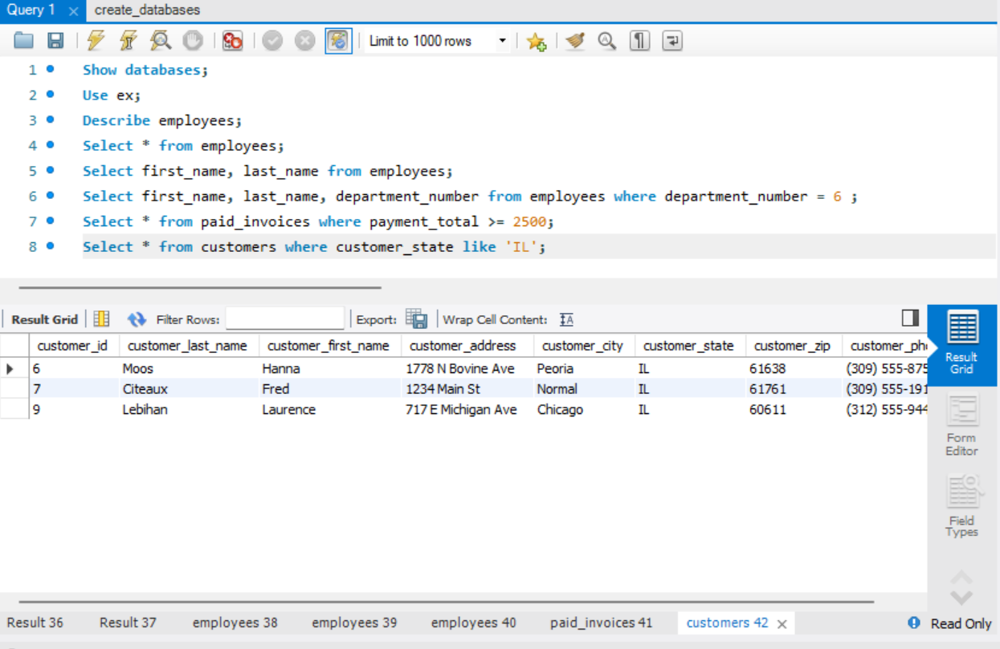 Query 1 × create_databases
Limit to 1000 rows
1 Show databases;
2 Use ex;
3 Describe employees;
4 Select * from employees;
5 Select first_name, last_name from employees;
6 Select first_name, last_name, department_number from employees where department_number = 6 ;
7 Select * from paid_invoices where payment_total >= 2500;
8 Select * from customers where customer_state like 'IL';
Result Grid Filter Rows: Export: Wrap Cell Content:
customer_id customer_last_name customer_first_name customer_address customer_city customer_state customer_zip customer_pho
6 Moos Hanna 1778 N Bovine Ave Peoria IL 61638 (309) 555-875
7 Citeaux Fred 1234 Main St Normal IL 61761 (309) 555-191
9 Lebihan Laurence 717 E Michigan Ave Chicago IL 60611 (312) 555-944
Result
Grid
Form
Editor
Field
Types
Result 36 Result 37 employees 38 employees 39 employees 40 paid_invoices 41 customers 42 × Read Only